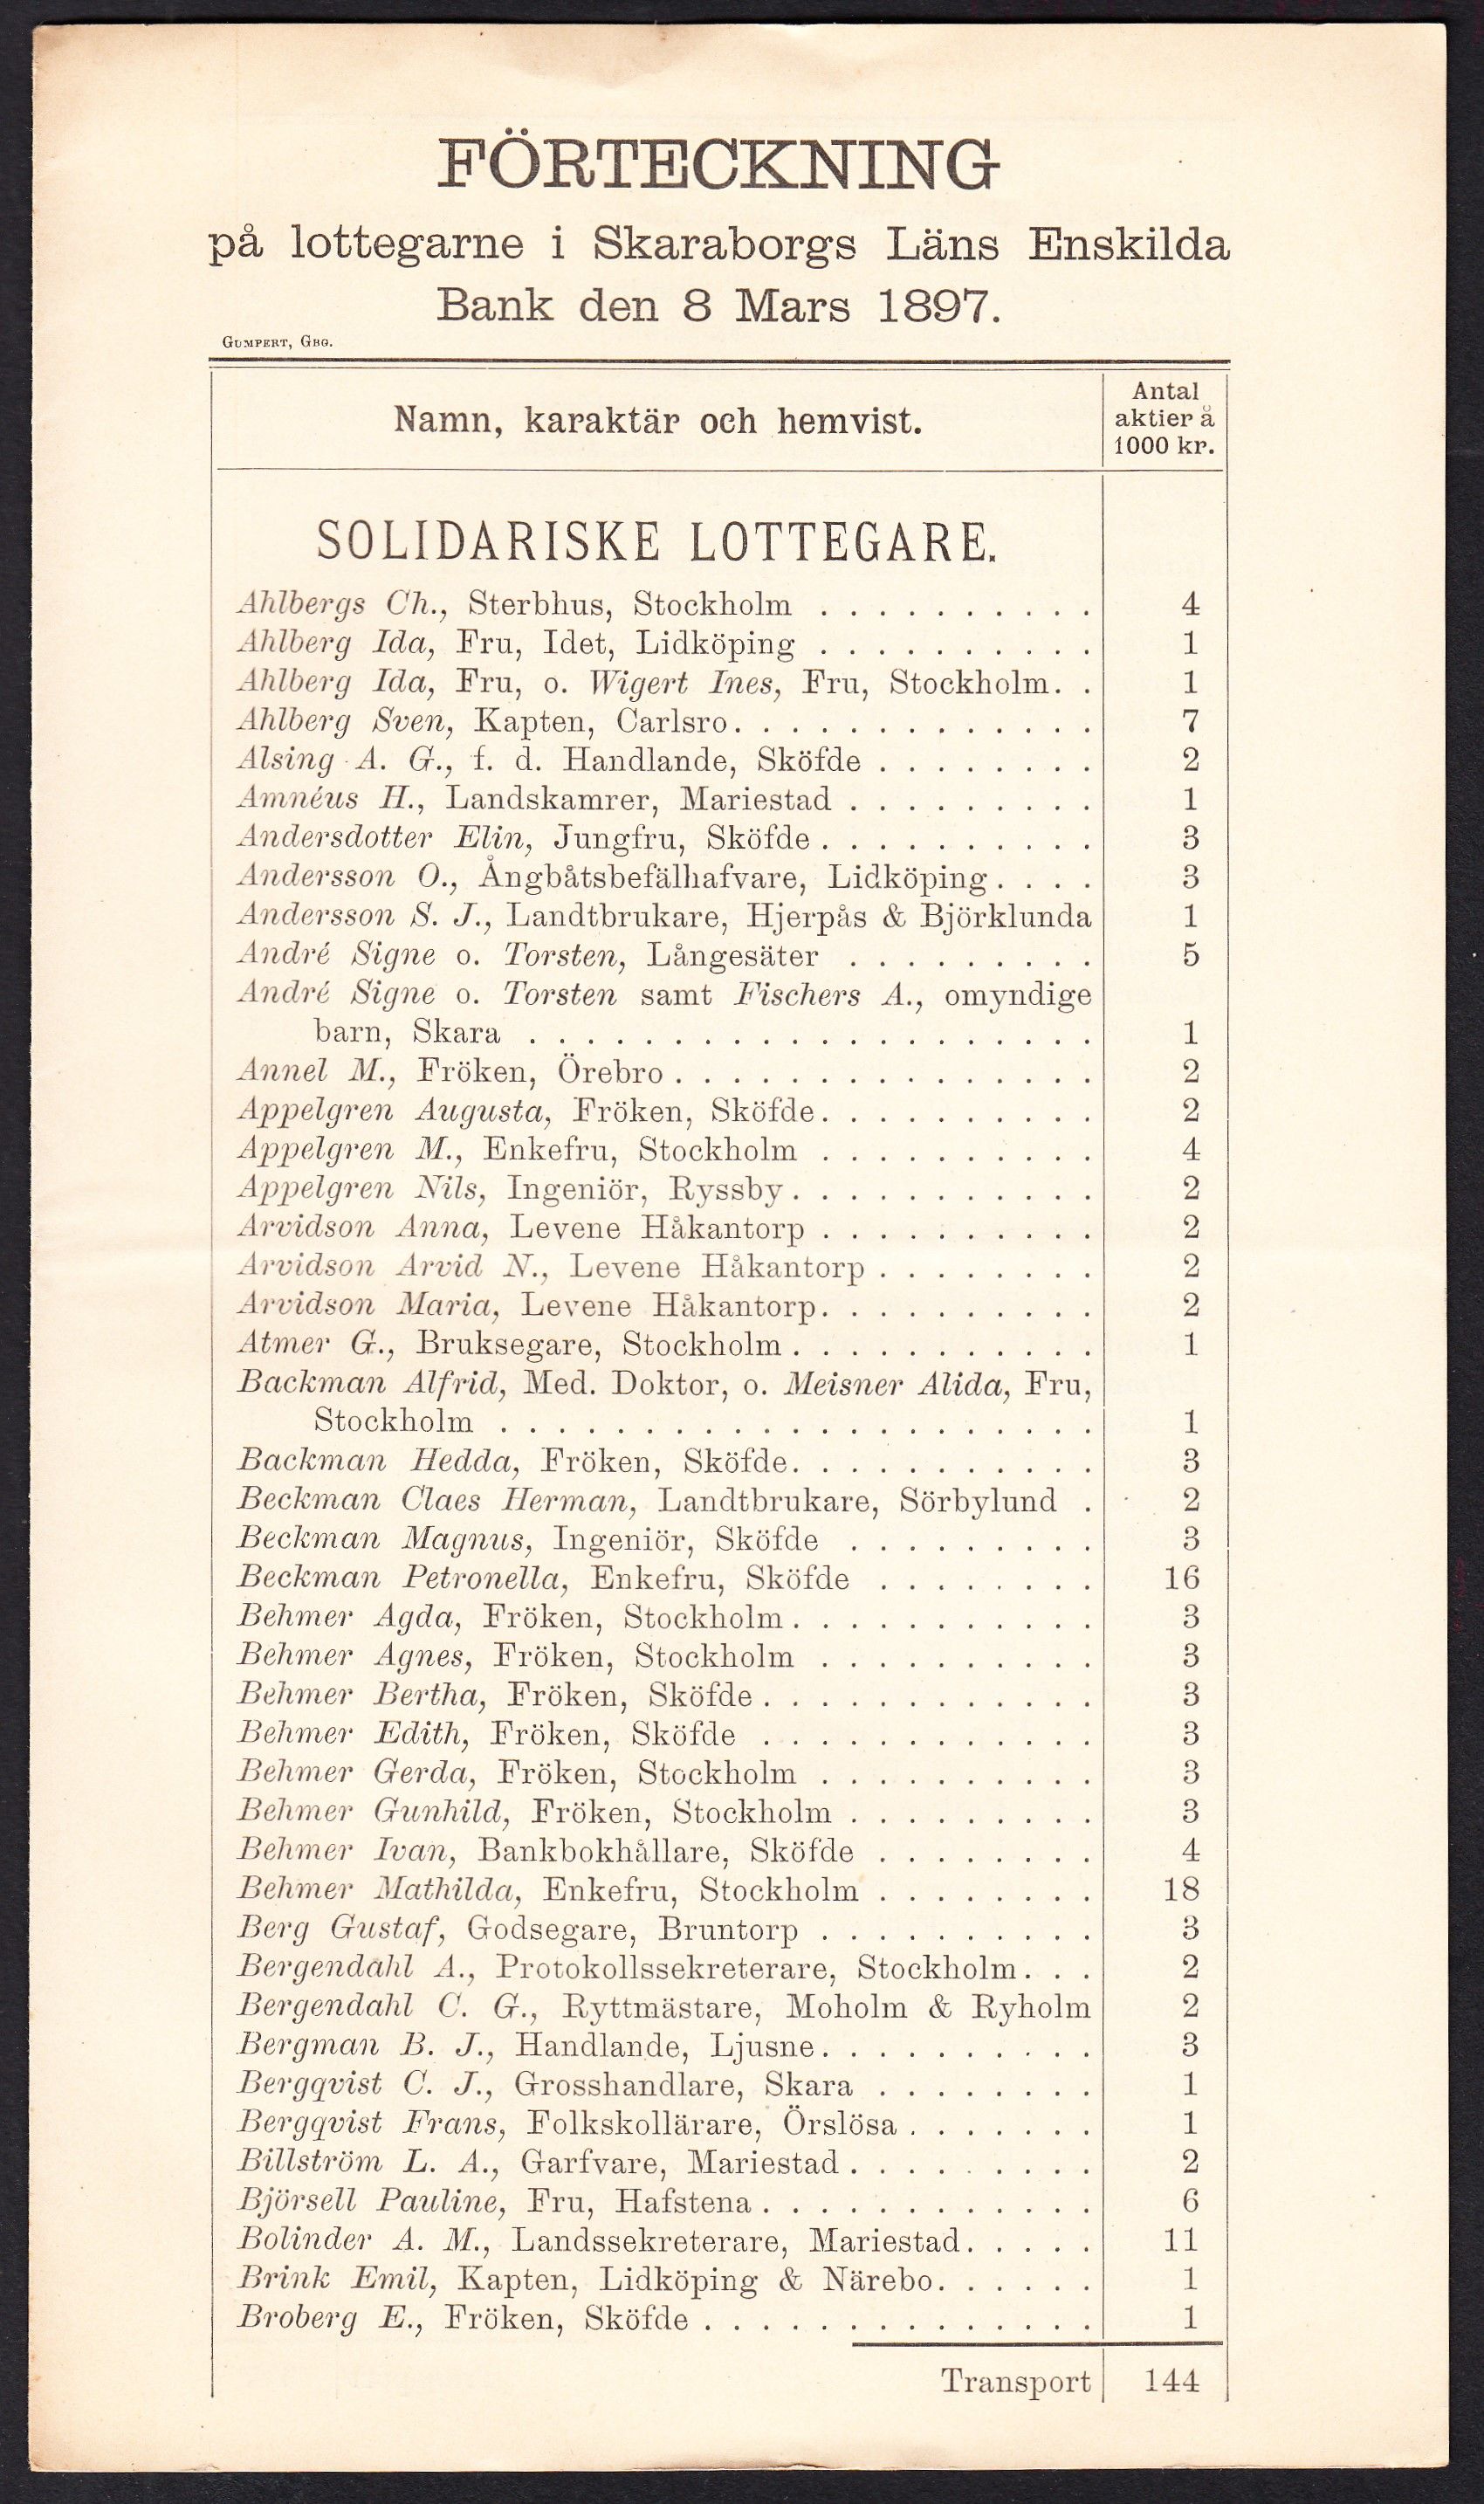 FÖRTECKNING
på lottegarne i Skaraborgs Läns Enskilda
Bank den 8 Mars 1897.
Gumpert, Gbg.
Namn, karaktär och hemvist.
Antal
aktier å
1000 kr.
SOLIDARISKE LOTTEGARE.
Ahlbergs Ch., Sterbhus, Stockholm . . . . . . . . . . 4
Ahlberg Ida, Fru, Idet, Lidköping . . . . . . . . . . 1
Ahlberg Ida, Fru, o. Wigert Ines, Fru, Stockholm. . 1
Ahlberg Sven, Kapten, Carlsro. . . . . . . . . . . . . 7
Alsing A. G., f. d. Handlande, Sköfde . . . . . . . . 2
Amnéus H., Landskamrer, Mariestad . . . . . . . . . 1
Andersdotter Elin, Jungfru, Sköfde . . . . . . . . . . 3
Andersson O., Ångbåtsbefälhafvare, Lidköping . . . . 3
Andersson S. J., Landtbrukare, Hjerpås & Björklunda 1
André Signe o. Torsten, Långesäter . . . . . . . . . 5
André Signe o. Torsten samt Fischers A., omyndige
barn, Skara . . . . . . . . . . . . . . . . . . . . 1
Annel M., Fröken, Örebro . . . . . . . . . . . . . . . 2
Appelgren Augusta, Fröken, Sköfde. . . . . . . . . . 2
Appelgren M., Enkefru, Stockholm . . . . . . . . . . 4
Appelgren Nils, Ingeniör, Ryssby . . . . . . . . . . . 2
Arvidson Anna, Levene Håkantorp . . . . . . . . . . 2
Arvidson Arvid N., Levene Håkantorp . . . . . . . . 2
Arvidson Maria, Levene Håkantorp. . . . . . . . . . 2
Atmer G., Bruksegare, Stockholm . . . . . . . . . . . 1
Backman Alfrid, Med. Doktor, o. Meisner Alida, Fru,
Stockholm . . . . . . . . . . . . . . . . . . . . . 1
Backman Hedda, Fröken, Sköfde. . . . . . . . . . . 3
Beckman Claes Herman, Landtbrukare, Sörbylund . 2
Beckman Magnus, Ingeniör, Sköfde . . . . . . . . . 3
Beckman Petronella, Enkefru, Sköfde . . . . . . . . 16
Behmer Agda, Fröken, Stockholm . . . . . . . . . . . 3
Behmer Agnes, Fröken, Stockholm . . . . . . . . . . 3
Behmer Bertha, Fröken, Sköfde . . . . . . . . . . . . 3
Behmer Edith, Fröken, Sköfde . . . . . . . . . . . . 3
Behmer Gerda, Fröken, Stockholm . . . . . . . . . . 3
Behmer Gunhild, Fröken, Stockholm . . . . . . . . . 3
Behmer Ivan, Bankbokhållare, Sköfde . . . . . . . . 4
Behmer Mathilda, Enkefru, Stockholm . . . . . . . . 18
Berg Gustaf, Godsegare, Bruntorp . . . . . . . . . . 3
Bergendahl A., Protokollssekreterare, Stockholm. . . 2
Bergendahl C. G., Ryttmästare, Moholm & Ryholm 2
Bergman B. J., Handlande, Ljusne. . . . . . . . . . 3
Bergqvist C. J., Grosshandlare, Skara . . . . . . . . 1
Bergqvist Frans, Folkskollärare, Örslösa . . . . . . . 1
Billström L. A., Garfvare, Mariestad . . . . . . . . . 2
Björsell Pauline, Fru, Hafstena . . . . . . . . . . . . 6
Bolinder A. M., Landssekreterare, Mariestad. . . . . 11
Brink Emil, Kapten, Lidköping & Närebo. . . . . . 1
Broberg E., Fröken, Sköfde . . . . . . . . . . . . . . 1
Transport 144